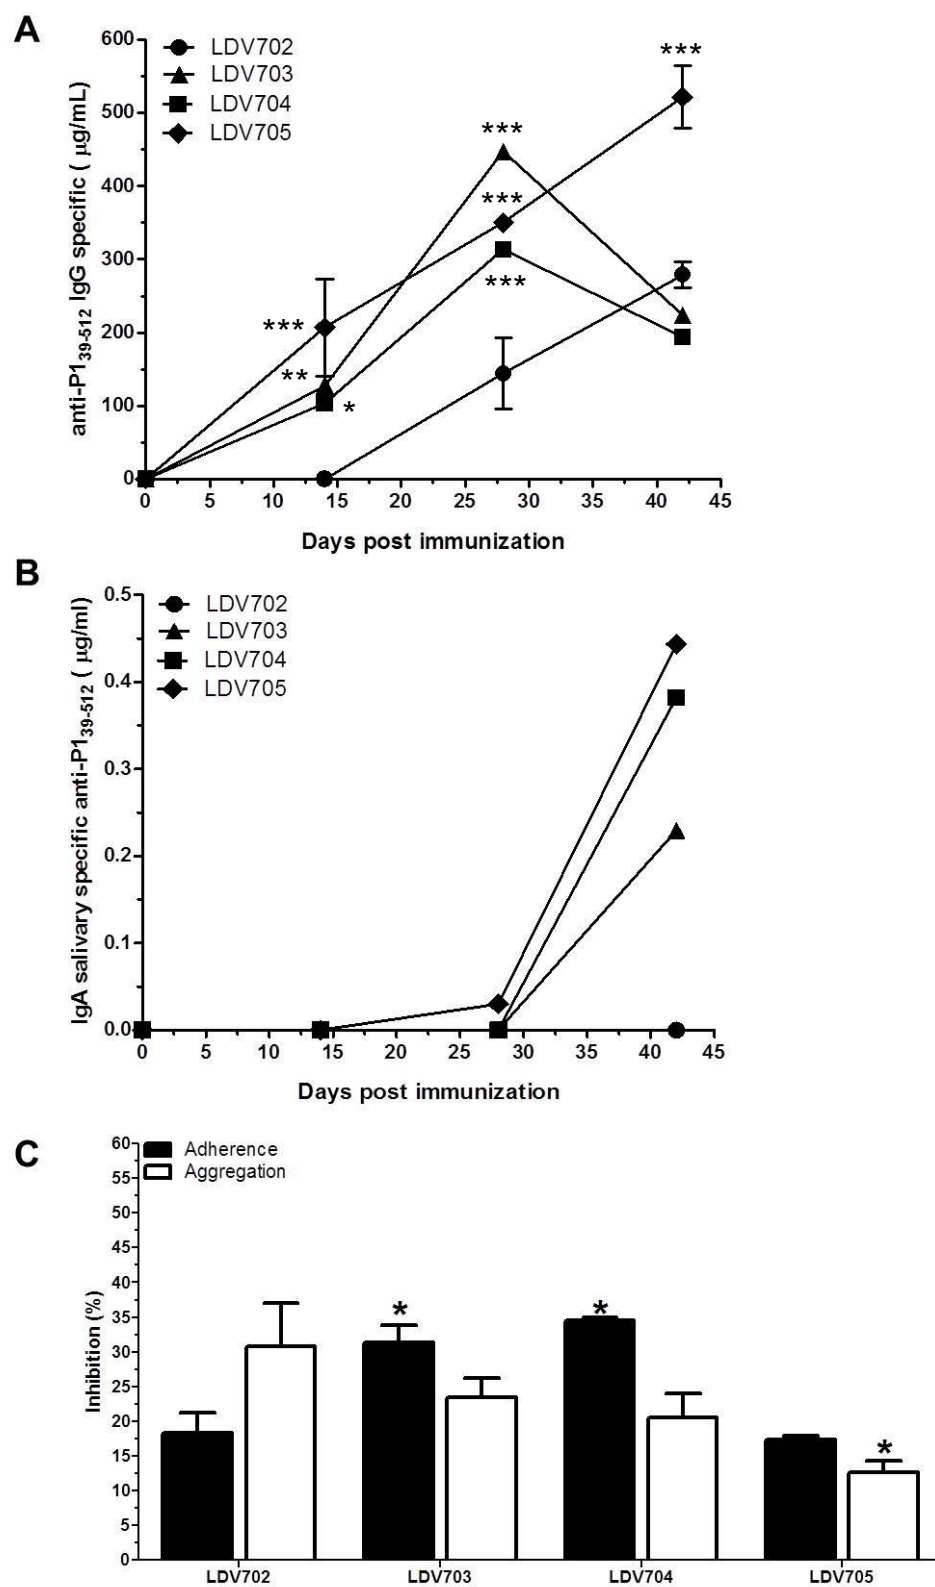 A
LDV702
LDV703
LDV704
LDV705
anti-P139-512 IgG specific ( µg/mL)
600
500
400
300
200
100
0
***
***
***
***
***
**
*
0 5 10 15 20 25 30 35 40 45
Days post immunization
B
LDV702
LDV703
LDV704
LDV705
IgA salivary specific anti-P139-512 ( µg/ml)
0.5
0.4
0.3
0.2
0.1
0.0
0 5 10 15 20 25 30 35 40 45
Days post immunization
C
Adherence
Aggregation
Inhibition (%)
60
55
50
45
40
35
30
25
20
15
10
5
0
* *
*
LDV702 LDV703 LDV704 LDV705